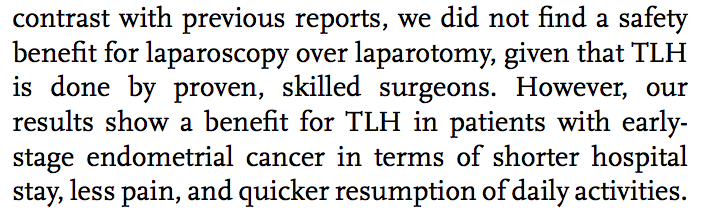 contrast with previous reports, we did not find a safety
benefit for laparoscopy over laparotomy, given that TLH
is done by proven, skilled surgeons. However, our
results show a benefit for TLH in patients with early-
stage endometrial cancer in terms of shorter hospital
stay, less pain, and quicker resumption of daily activities.